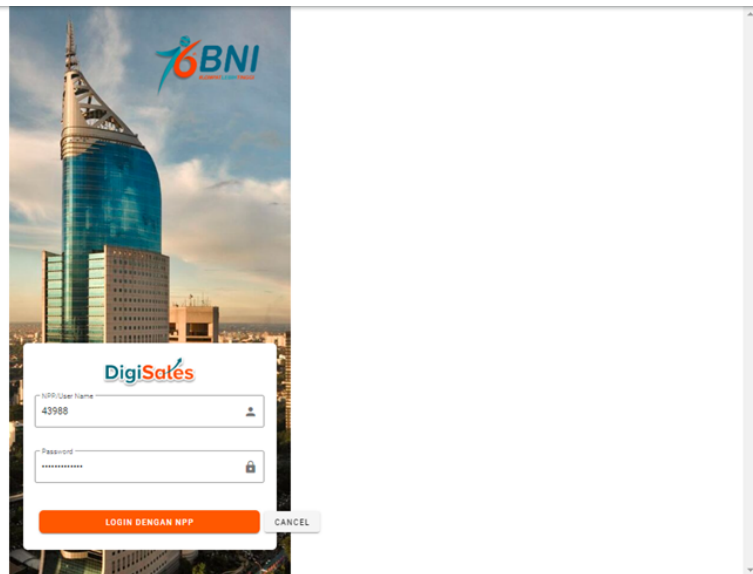 76BNI
DigiSales
NPP/User Name
43988
Password
•••••••••••••
LOGIN DENGAN NPP
CANCEL